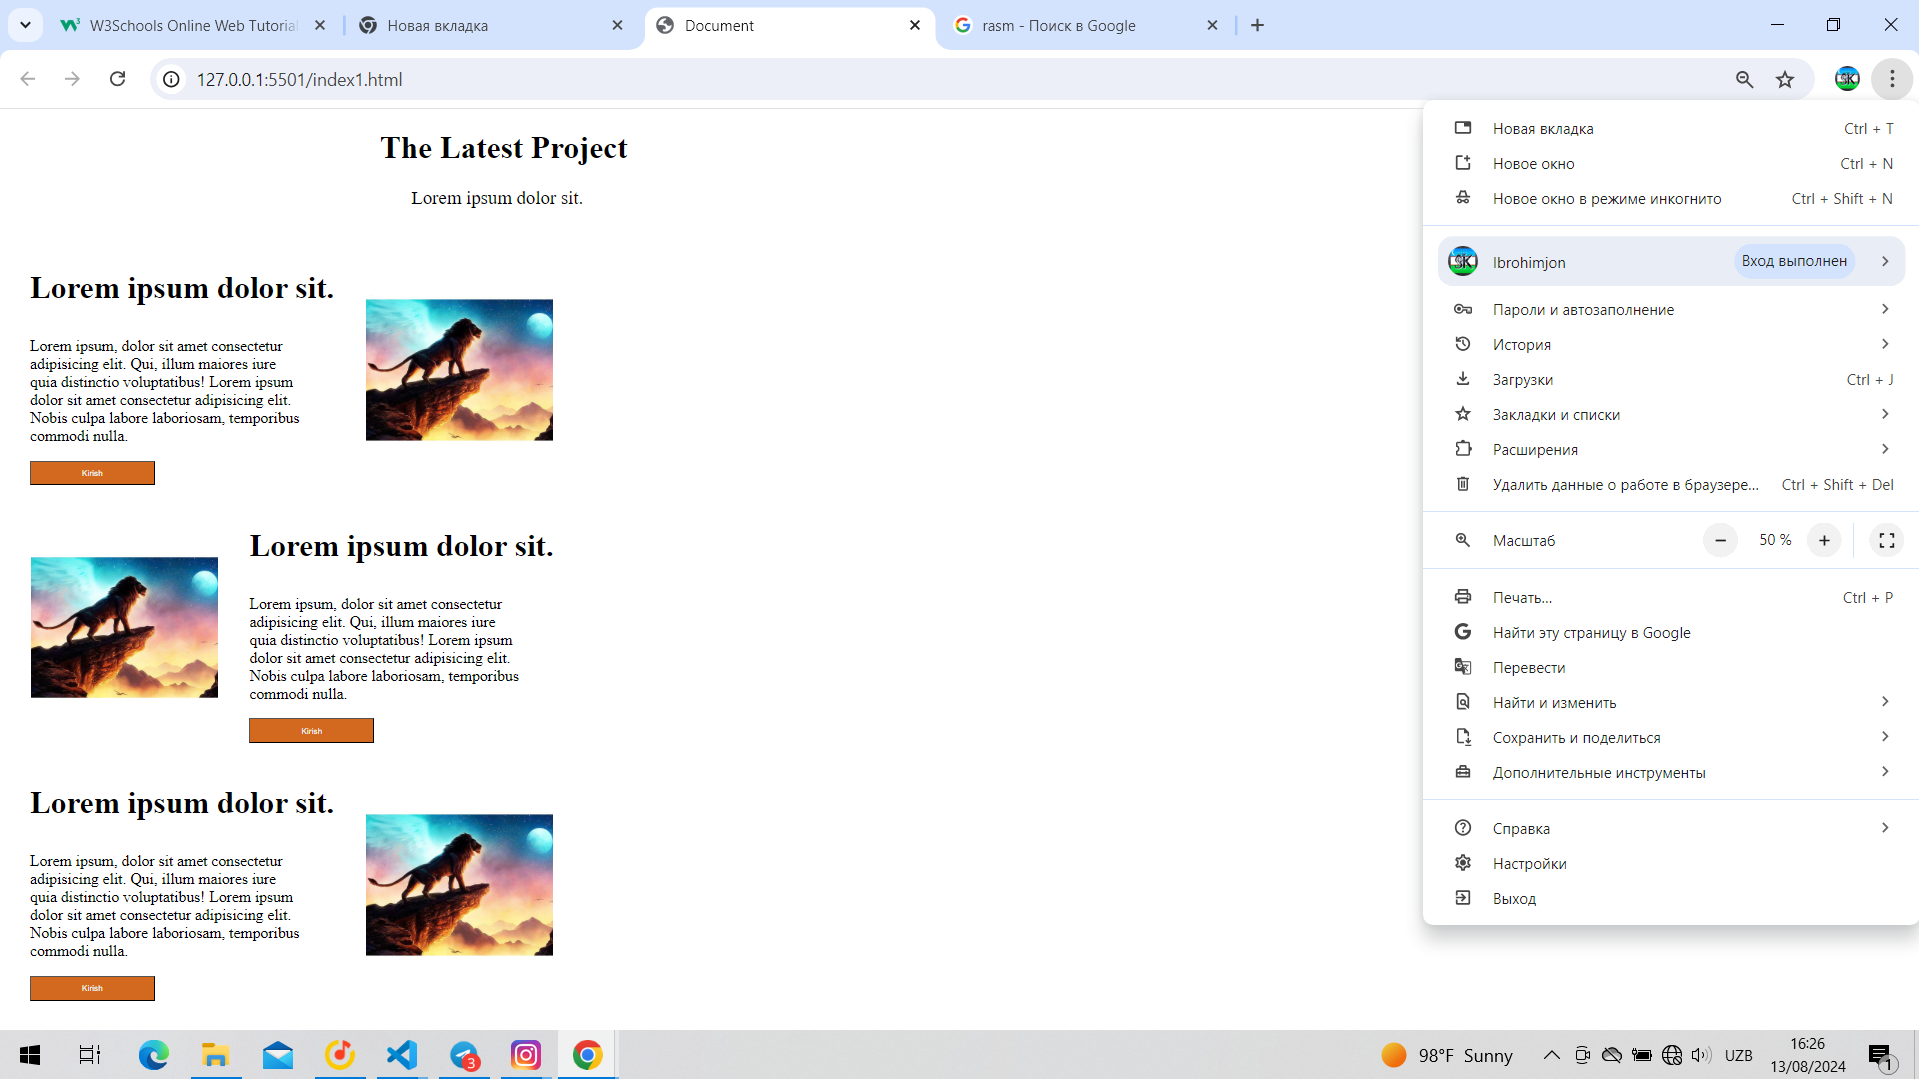 W3Schools Online Web Tutorial
Новая вкладка
Document
rasm - Поиск в Google
127.0.0.1:5501/index1.html
The Latest Project
Lorem ipsum dolor sit.
Lorem ipsum dolor sit.
Lorem ipsum, dolor sit amet consectetur
adipisicing elit. Qui, illum maiores iure
quia distinctio voluptatibus! Lorem ipsum
dolor sit amet consectetur adipisicing elit.
Nobis culpa labore laboriosam, temporibus
commodi nulla.
Kirish
Lorem ipsum dolor sit.
Lorem ipsum, dolor sit amet consectetur
adipisicing elit. Qui, illum maiores iure
quia distinctio voluptatibus! Lorem ipsum
dolor sit amet consectetur adipisicing elit.
Nobis culpa labore laboriosam, temporibus
commodi nulla.
Kirish
Lorem ipsum dolor sit.
Lorem ipsum, dolor sit amet consectetur
adipisicing elit. Qui, illum maiores iure
quia distinctio voluptatibus! Lorem ipsum
dolor sit amet consectetur adipisicing elit.
Nobis culpa labore laboriosam, temporibus
commodi nulla.
Kirish
Новая вкладка Ctrl + T
Новое окно Ctrl + N
Новое окно в режиме инкогнито Ctrl + Shift + N
SK Ibrohimjon Вход выполнен
Пароли и автозаполнение
История
Загрузки Ctrl + J
Закладки и списки
Расширения
Удалить данные о работе в браузере... Ctrl + Shift + Del
Масштаб − 50 % +
Печать... Ctrl + P
Найти эту страницу в Google
Перевести
Найти и изменить
Сохранить и поделиться
Дополнительные инструменты
Справка
Настройки
Выход
3
98°F Sunny
UZB
16:26
13/08/2024
1